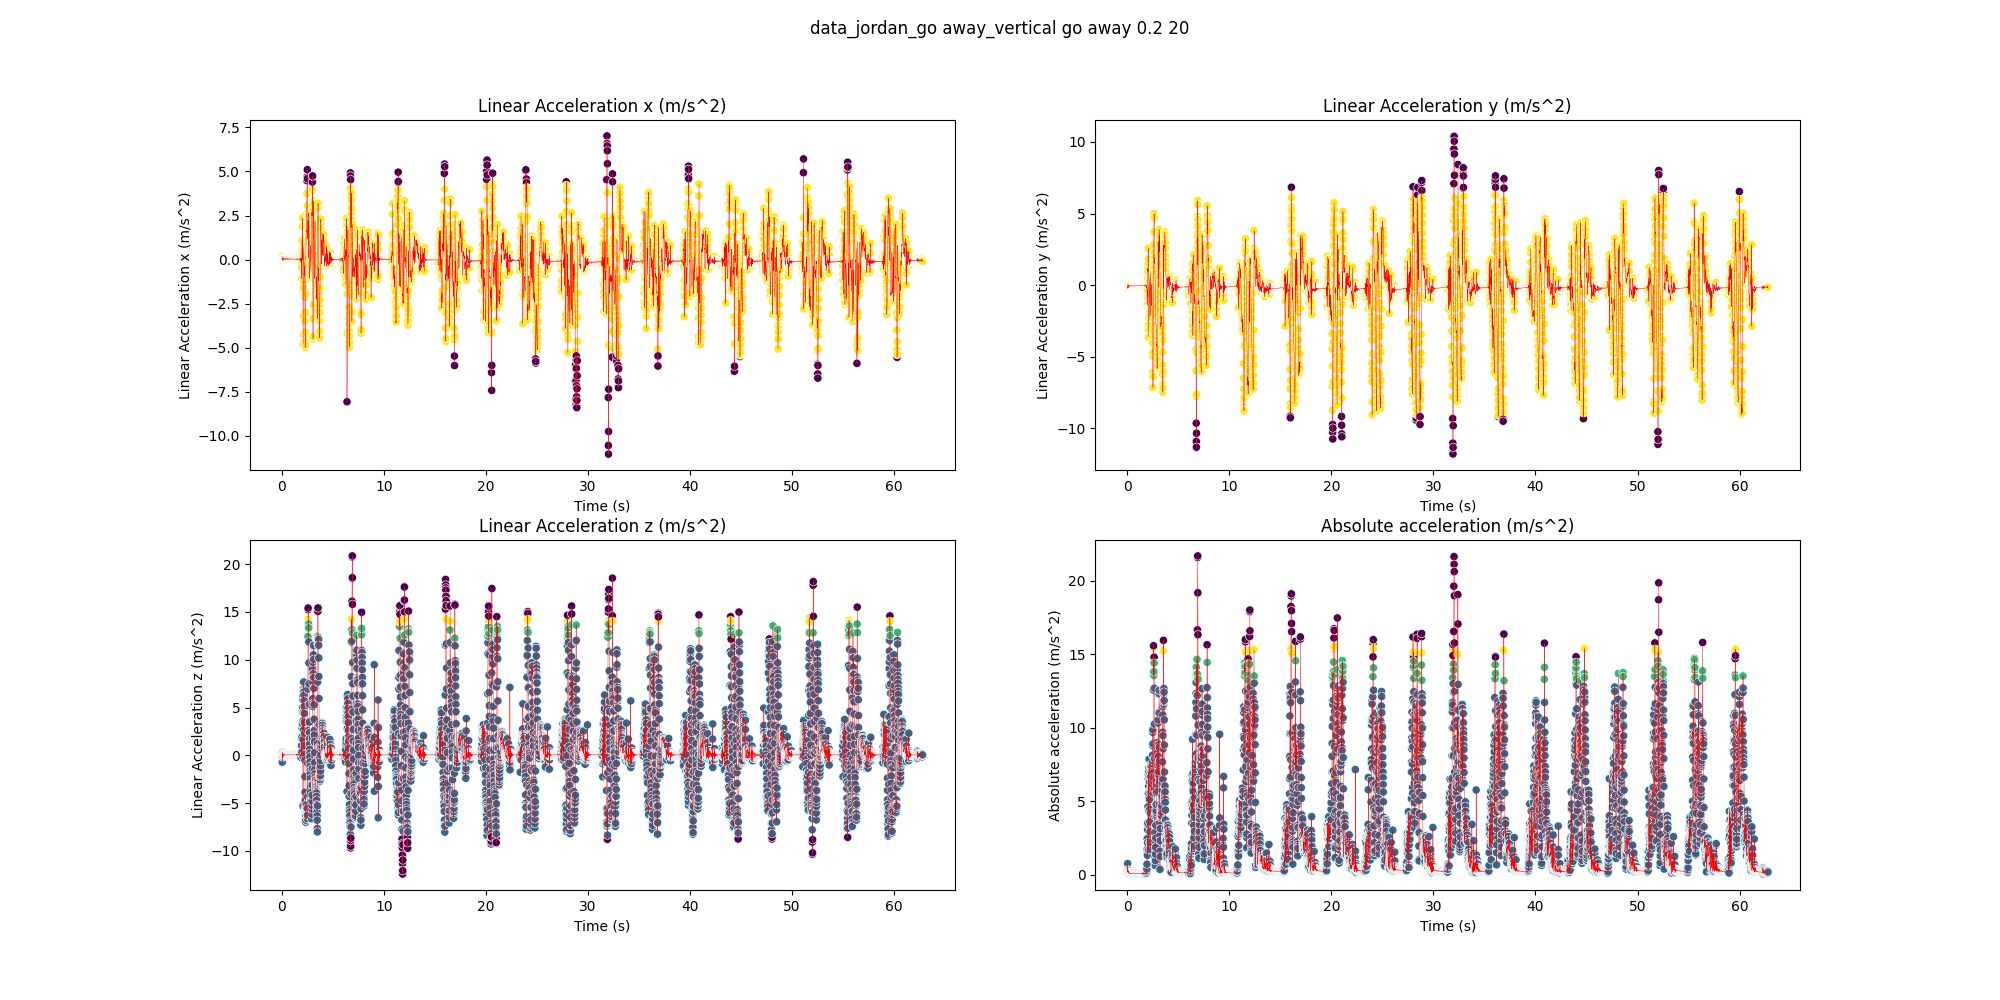 data_jordan_go away_vertical go away 0.2 20
Linear Acceleration x (m/s^2)
Linear Acceleration x (m/s^2)
7.5
5.0
2.5
0.0
−2.5
−5.0
−7.5
−10.0
0 10 20 30 40 50 60
Time (s)
Linear Acceleration y (m/s^2)
Linear Acceleration y (m/s^2)
10
5
0
−5
−10
0 10 20 30 40 50 60
Time (s)
Linear Acceleration z (m/s^2)
Linear Acceleration z (m/s^2)
20
15
10
5
0
−5
−10
0 10 20 30 40 50 60
Time (s)
Absolute acceleration (m/s^2)
Absolute acceleration (m/s^2)
20
15
10
5
0
0 10 20 30 40 50 60
Time (s)